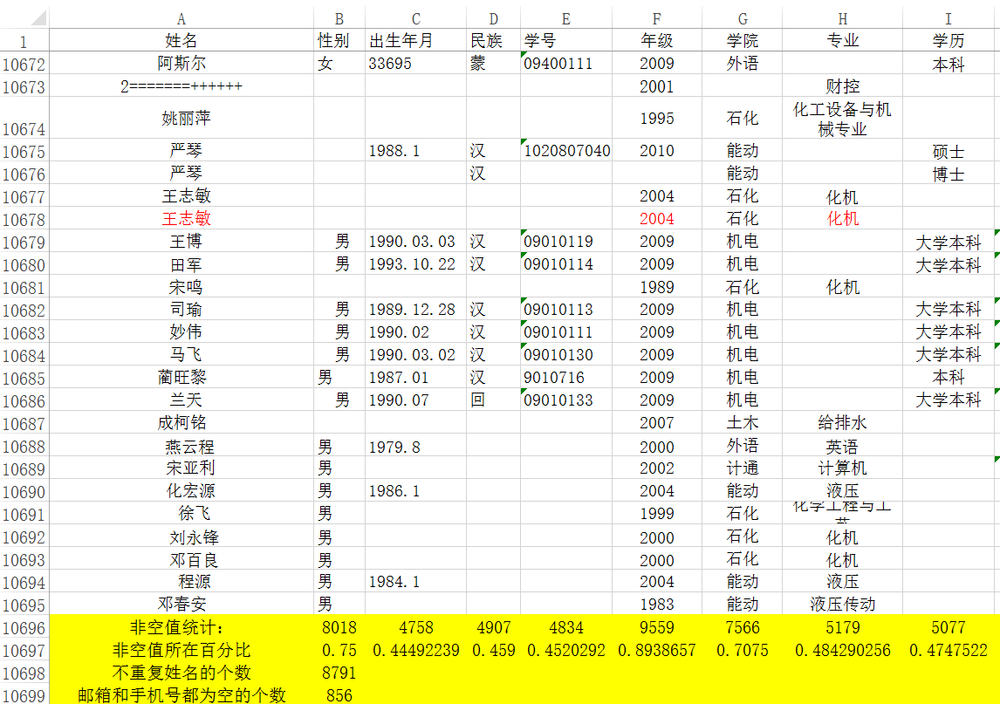 A B C D E F G H I
1 姓名 性别 出生年月 民族 学号 年级 学院 专业 学历
10672 阿斯尔 女 33695 蒙 09400111 2009 外语 本科
10673 2=======++++++ 2001 财控
10674 姚丽萍 1995 石化 化工设备与机
械专业
10675 严琴 1988.1 汉 1020807040 2010 能动 硕士
10676 严琴 汉 能动 博士
10677 王志敏 2004 石化 化机
10678 王志敏 2004 石化 化机
10679 王博 男 1990.03.03 汉 09010119 2009 机电 大学本科
10680 田军 男 1993.10.22 汉 09010114 2009 机电 大学本科
10681 宋鸣 1989 石化 化机
10682 司瑜 男 1989.12.28 汉 09010113 2009 机电 大学本科
10683 妙伟 男 1990.02 汉 09010111 2009 机电 大学本科
10684 马飞 男 1990.03.02 汉 09010130 2009 机电 大学本科
10685 蔺旺黎 男 1987.01 汉 9010716 2009 机电 本科
10686 兰天 男 1990.07 回 09010133 2009 机电 大学本科
10687 成柯铭 2007 土木 给排水
10688 燕云程 男 1979.8 2000 外语 英语
10689 宋亚利 男 2002 计通 计算机
10690 化宏源 男 1986.1 2004 能动 液压
10691 徐飞 男 1999 石化 化学工程与工
艺
10692 刘永锋 男 2000 石化 化机
10693 邓百良 男 2000 石化 化机
10694 程源 男 1984.1 2004 能动 液压
10695 邓春安 男 1983 能动 液压传动
10696 非空值统计: 8018 4758 4907 4834 9559 7566 5179 5077
10697 非空值所在百分比 0.75 0.44492239 0.459 0.4520292 0.8938657 0.7075 0.484290256 0.4747522
10698 不重复姓名的个数 8791
10699 邮箱和手机号都为空的个数 856